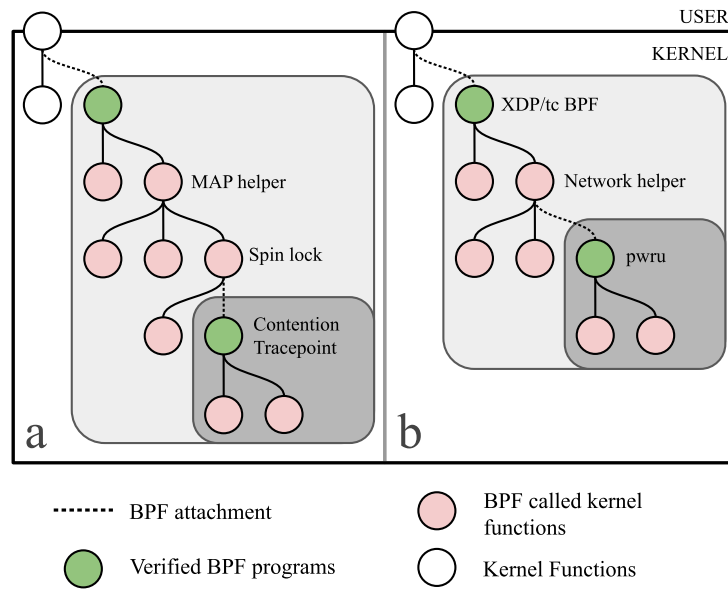 USER
KERNEL
XDP/tc BPF
MAP helper
Network helper
Spin lock
pwru
Contention
Tracepoint
a
b
BPF attachment
BPF called kernel
functions
Verified BPF programs
Kernel Functions